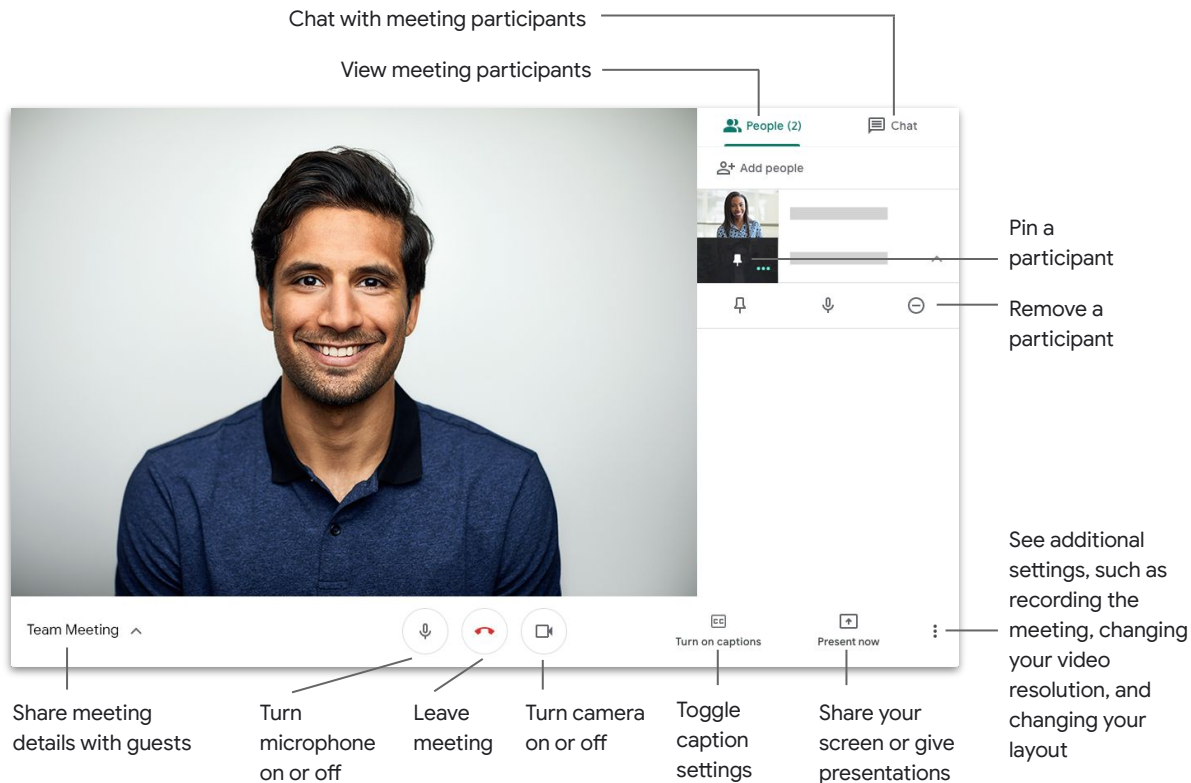 Chat with meeting participants
View meeting participants
People (2)
Chat
Add people
Pin a
participant
Remove a
participant
See additional
settings, such as
recording the
meeting, changing
your video
resolution, and
changing your
layout
Team Meeting
Turn on captions
Present now
Share meeting
details with guests
Turn
microphone
on or off
Leave
meeting
Turn camera
on or off
Toggle
caption
settings
Share your
screen or give
presentations